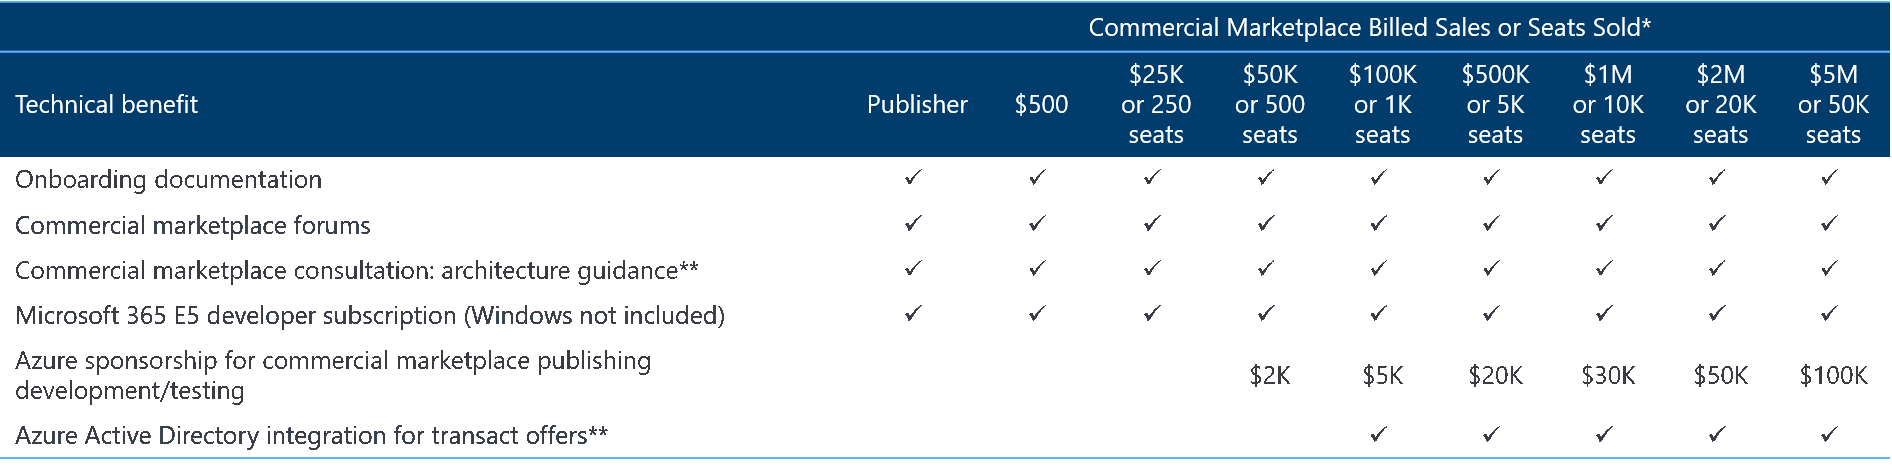 Commercial Marketplace Billed Sales or Seats Sold*
Technical benefit Publisher $500 $25K or 250 seats $50K or 500 seats $100K or 1K seats $500K or 5K seats $1M or 10K seats $2M or 20K seats $5M or 50K seats
Onboarding documentation ✓ ✓ ✓ ✓ ✓ ✓ ✓ ✓ ✓
Commercial marketplace forums ✓ ✓ ✓ ✓ ✓ ✓ ✓ ✓ ✓
Commercial marketplace consultation: architecture guidance** ✓ ✓ ✓ ✓ ✓ ✓ ✓ ✓ ✓
Microsoft 365 E5 developer subscription (Windows not included) ✓ ✓ ✓ ✓ ✓ ✓ ✓ ✓ ✓
Azure sponsorship for commercial marketplace publishing
development/testing $2K $5K $20K $30K $50K $100K
Azure Active Directory integration for transact offers** ✓ ✓ ✓ ✓ ✓